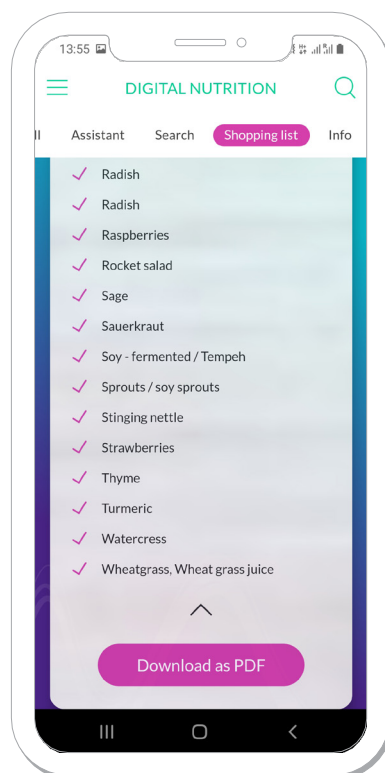 13:55
DIGITAL NUTRITION
ll Assistant Search Shopping list Info
Radish
Radish
Raspberries
Rocket salad
Sage
Sauerkraut
Soy - fermented / Tempeh
Sprouts / soy sprouts
Stinging nettle
Strawberries
Thyme
Turmeric
Watercress
Wheatgrass, Wheat grass juice
Download as PDF